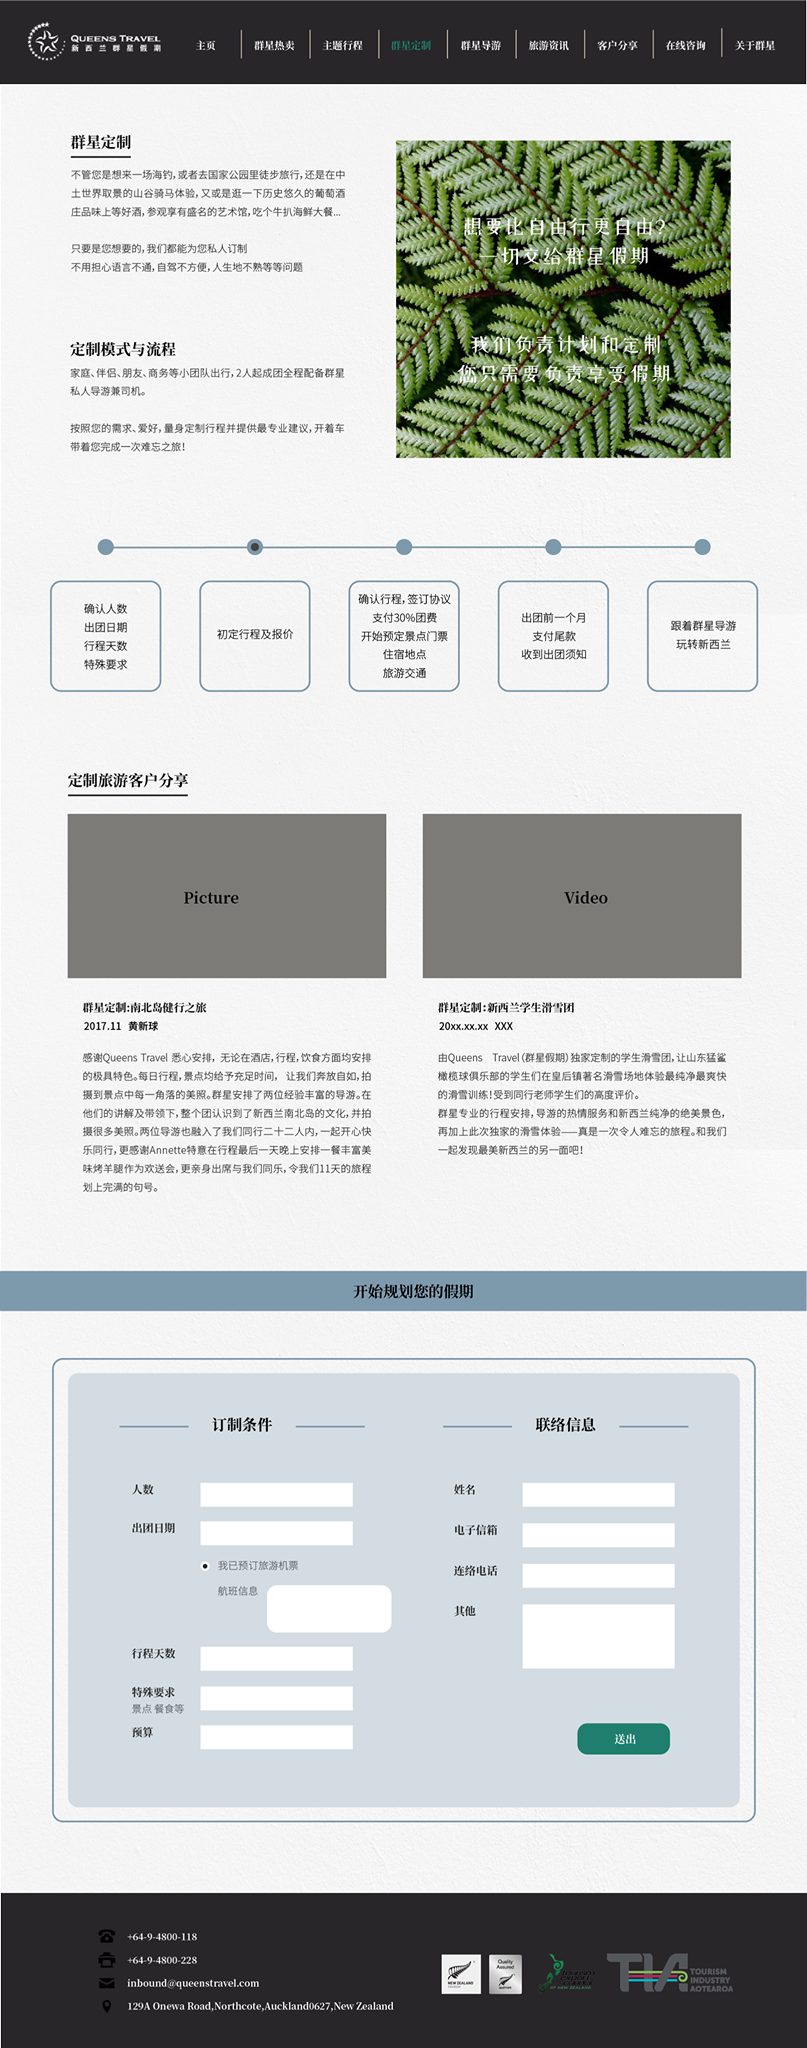 QUEENS TRAVEL
新西兰群星假期
主页
群星热卖
主题行程
群星定制
群星导游
旅游资讯
客户分享
在线咨询
关于群星
群星定制
不管您是想来一场海钓，或者去国家公园里徒步旅行，还是在中
土世界取景的山谷骑马体验，又或是逛一下历史悠久的葡萄酒
庄品味上等好酒，参观享有盛名的艺术馆，吃个牛扒海鲜大餐...
只要是您想要的，我们都能为您私人订制
不用担心语言不通，自驾不方便，人生地不熟等等问题
定制模式与流程
家庭、伴侣、朋友、商务等小团队出行，2人起成团全程配备群星
私人导游兼司机。
按照您的需求、爱好，量身定制行程并提供最专业建议，开着车
带着您完成一次难忘之旅！
想要比自由行更自由？
一切交给群星假期
我们负责计划和定制
您只需要负责享受假期
确认人数
出团日期
行程天数
特殊要求
初定行程及报价
确认行程，签订协议
支付30%团费
开始预定景点门票
住宿地点
旅游交通
出团前一个月
支付尾款
收到出团须知
跟着群星导游
玩转新西兰
定制旅游客户分享
Picture
群星定制:南北岛健行之旅
2017.11 黄新球
感谢Queens Travel 悉心安排，无论在酒店，行程，饮食方面均安排
的极具特色。每日行程，景点均给予充足时间， 让我们奔放自如，拍
摄到景点中每一角落的美照。群星安排了两位经验丰富的导游。在
他们的讲解及带领下，整个团认识到了新西兰南北岛的文化，并拍
摄很多美照。两位导游也融入了我们同行二十二人内，一起开心快
乐同行，更感谢Annette特意在行程最后一天晚上安排一餐丰富美
味烤羊腿作为欢送会，更亲身出席与我们同乐，令我们11天的旅程
划上完满的句号。
Video
群星定制：新西兰学生滑雪团
20xx.xx.xx XXX
由Queens Travel（群星假期）独家定制的学生滑雪团，让山东猛鲨
橄榄球俱乐部的学生们在皇后镇著名滑雪场地体验最纯净最爽快
的滑雪训练！受到同行老师学生们的高度评价。
群星专业的行程安排，导游的热情服务和新西兰纯净的绝美景色，
再加上此次独家的滑雪体验——真是一次令人难忘的旅程。和我们
一起发现最美新西兰的另一面吧！
开始规划您的假期
订制条件
人数
出团日期
我已预订旅游机票
航班信息
行程天数
特殊要求
景点 餐食等
预算
联络信息
姓名
电子信箱
连络电话
其他
送出
+64-9-4800-118
+64-9-4800-228
inbound@queenstravel.com
129A Onewa Road,Northcote,Auckland0627,New Zealand
NEW ZEALAND
Quality
Assured
OF NEW ZEALAND
TIA
TOURISM
INDUSTRY
AOTEAROA